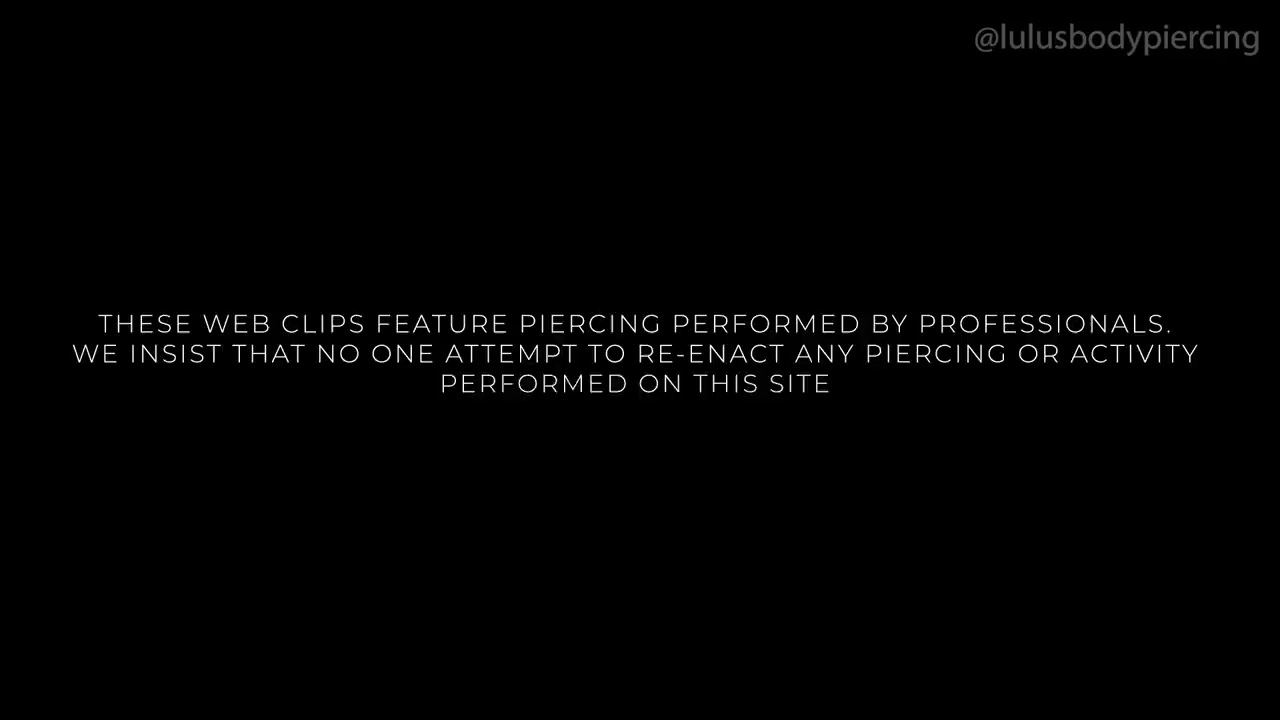 @lulusbodypiercing
THESE WEB CLIPS FEATURE PIERCING PERFORMED BY PROFESSIONALS.
WE INSIST THAT NO ONE ATTEMPT TO RE-ENACT ANY PIERCING OR ACTIVITY
PERFORMED ON THIS SITE